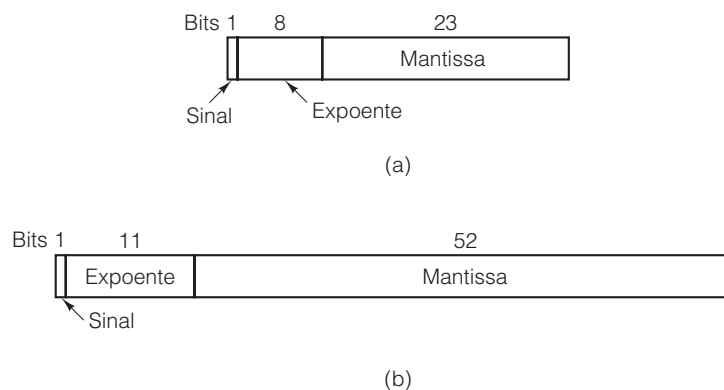 Bits 1 8 23
Mantissa
Sinal Expoente
(a)
Bits 1 11 52
Expoente Mantissa
Sinal
(b)